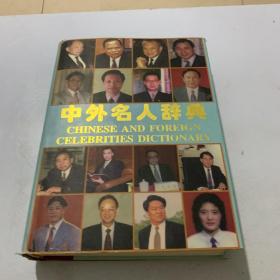 中外名人辞典
CHINESE AND FOREIGN
CELEBRITIES DICTIONARY